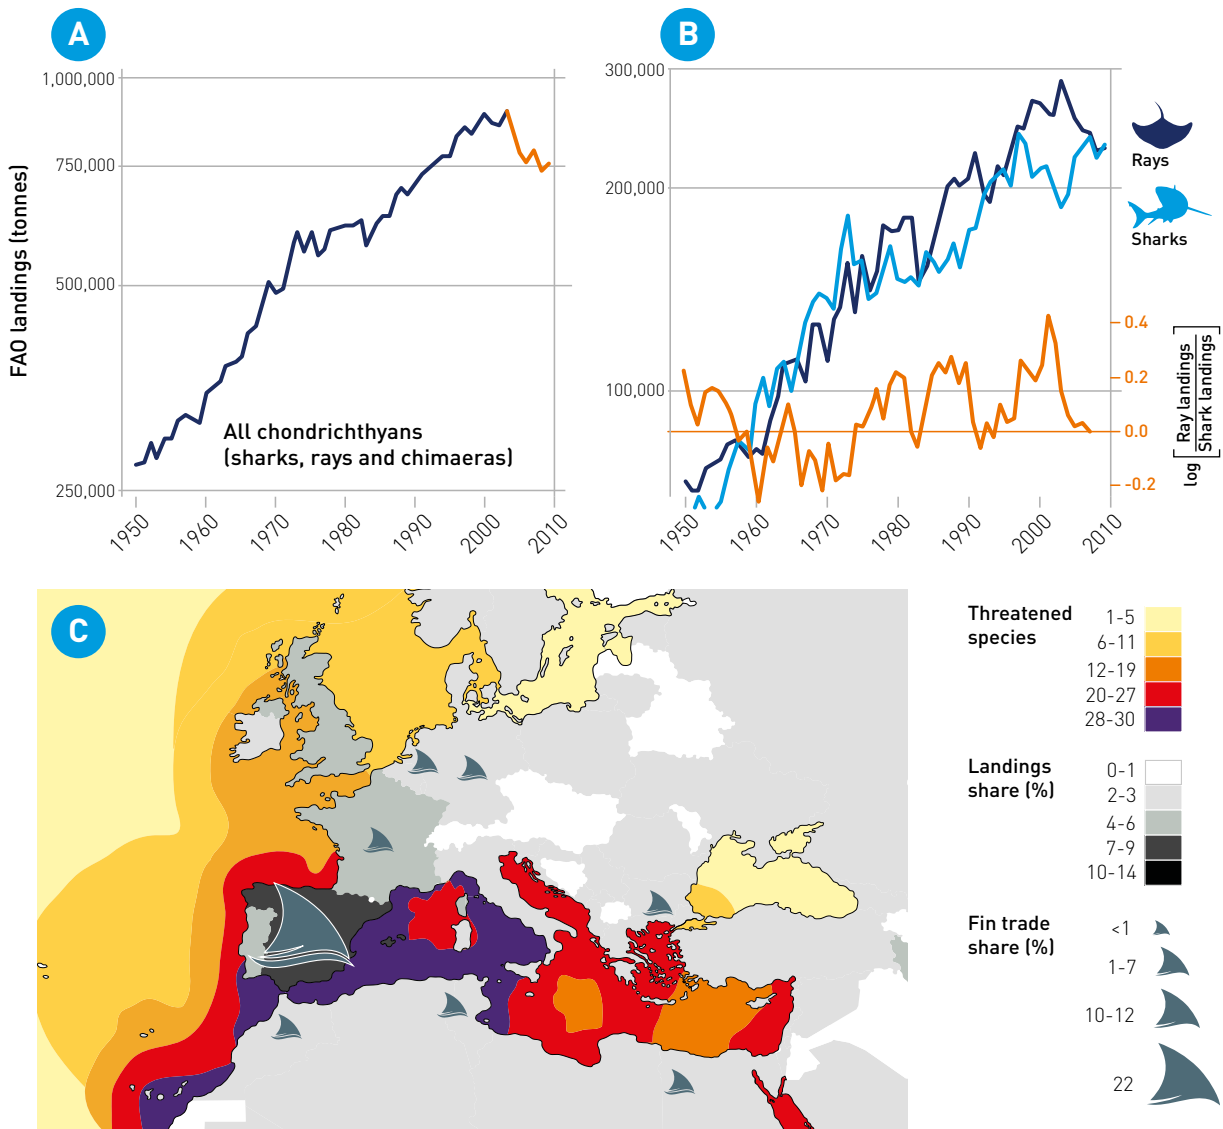 A
B
1,000,000
750,000
500,000
250,000
FAO landings (tonnes)
All chondrichthyans
(sharks, rays and chimaeras)
1950
1960
1970
1980
1990
2000
2010
300,000
200,000
100,000
Rays
Sharks
0.4
0.2
0.0
-0.2
log
Ray landings
Shark landings
1950
1960
1970
1980
1990
2000
2010
C
Threatened
species
1-5
6-11
12-19
20-27
28-30
Landings
share (%)
0-1
2-3
4-6
7-9
10-14
Fin trade
share (%)
<1
1-7
10-12
22